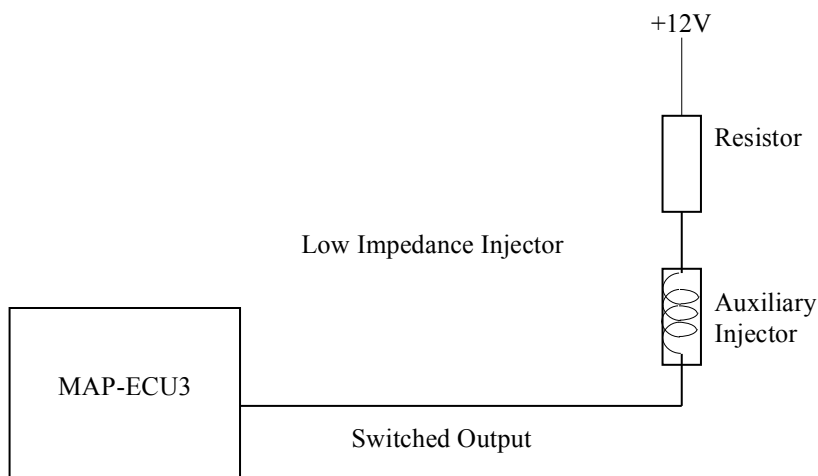 +12V
Resistor
Low Impedance Injector
Auxiliary
Injector
MAP-ECU3
Switched Output